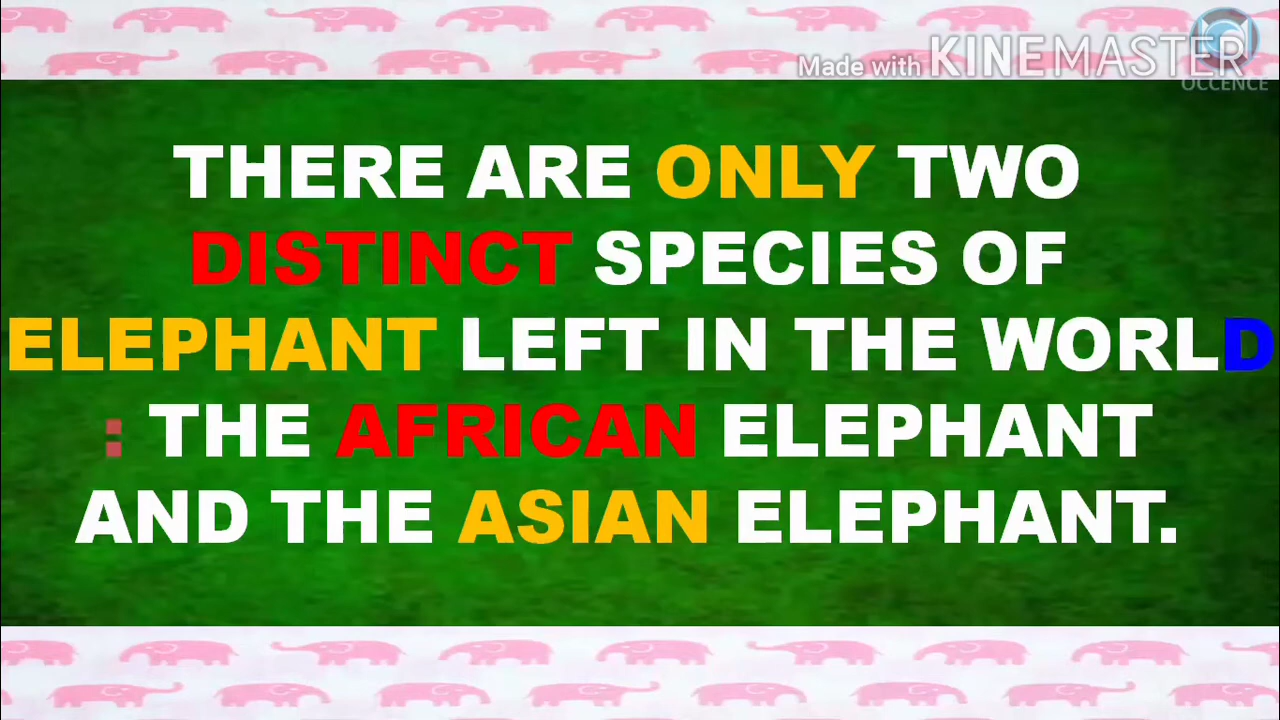 Made with KINEMASTER
OCCENCE
THERE ARE ONLY TWO
DISTINCT SPECIES OF
ELEPHANT LEFT IN THE WORLD
: THE AFRICAN ELEPHANT
AND THE ASIAN ELEPHANT.